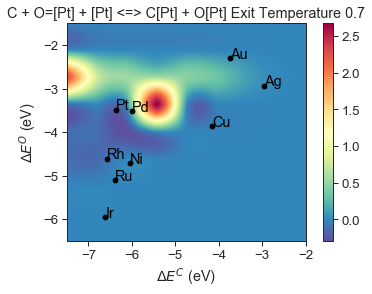 C + O=[Pt] + [Pt] <=> C[Pt] + O[Pt] Exit Temperature 0.7
−2
−3
−4
−5
−6
ΔE^O (eV)
Au
Ag
Pt
Pd
Cu
Rh
Ni
Ru
Ir
−7
−6
−5
−4
−3
−2
ΔE^C (eV)
2.5
2.0
1.5
1.0
0.5
0.0